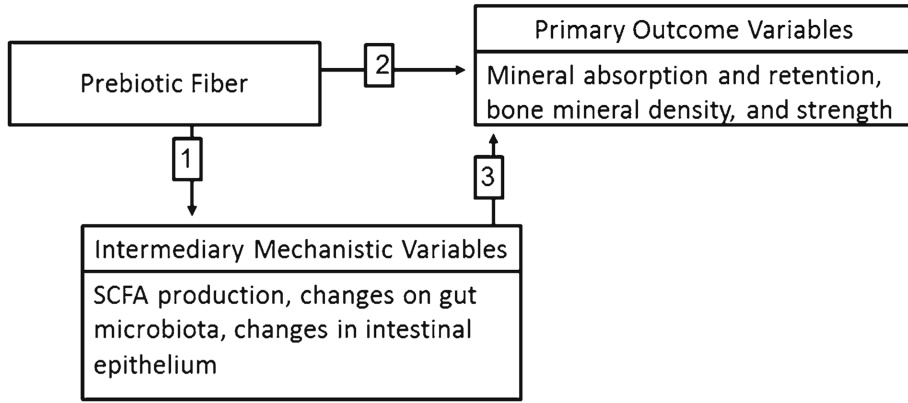 Prebiotic Fiber
2
Primary Outcome Variables
Mineral absorption and retention,
bone mineral density, and strength
1
3
Intermediary Mechanistic Variables
SCFA production, changes on gut
microbiota, changes in intestinal
epithelium